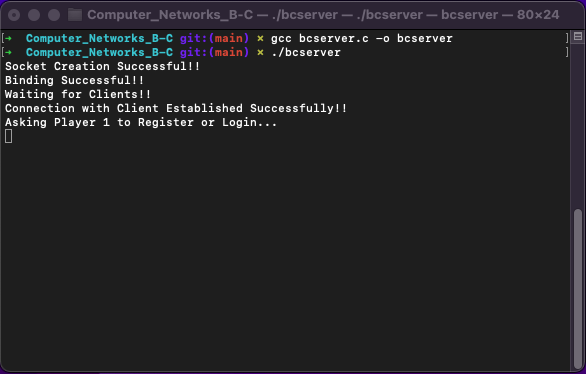 Computer_Networks_B-C — ./bcserver — ./bcserver — bcserver — 80×24
[➜  Computer_Networks_B-C git:(main) ✗ gcc bcserver.c -o bcserver ]
[➜  Computer_Networks_B-C git:(main) ✗ ./bcserver ]
Socket Creation Successful!!
Binding Successful!!
Waiting for Clients!!
Connection with Client Established Successfully!!
Asking Player 1 to Register or Login...